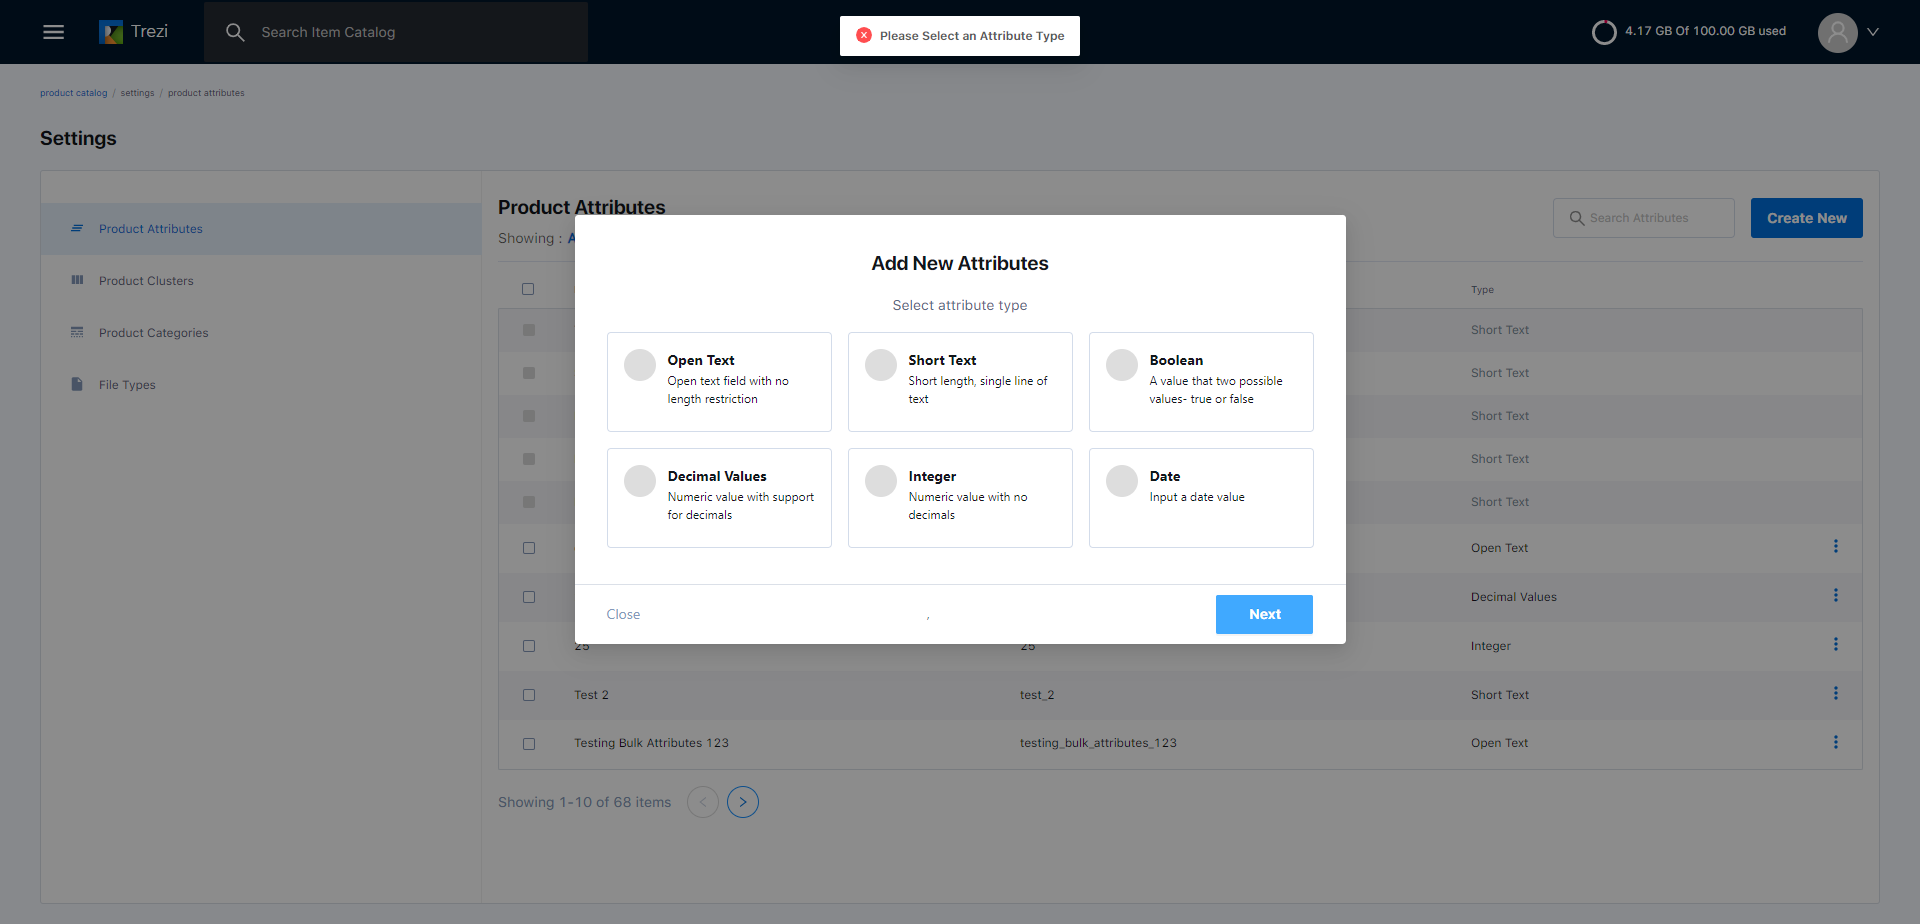 Trezi
Search Item Catalog
Please Select an Attribute Type
4.17 GB Of 100.00 GB used
product catalog / settings / product attributes
Settings
Product Attributes
Product Clusters
Product Categories
File Types
Product Attributes
Showing : A
Search Attributes
Create New
Type
Short Text
Short Text
Short Text
Short Text
Short Text
Open Text
Decimal Values
25 25 Integer
Test 2 test_2 Short Text
Testing Bulk Attributes 123 testing_bulk_attributes_123 Open Text
Showing 1-10 of 68 items
Add New Attributes
Select attribute type
Open Text
Open text field with no
length restriction
Short Text
Short length, single line of
text
Boolean
A value that two possible
values- true or false
Decimal Values
Numeric value with support
for decimals
Integer
Numeric value with no
decimals
Date
Input a date value
Close
,
Next